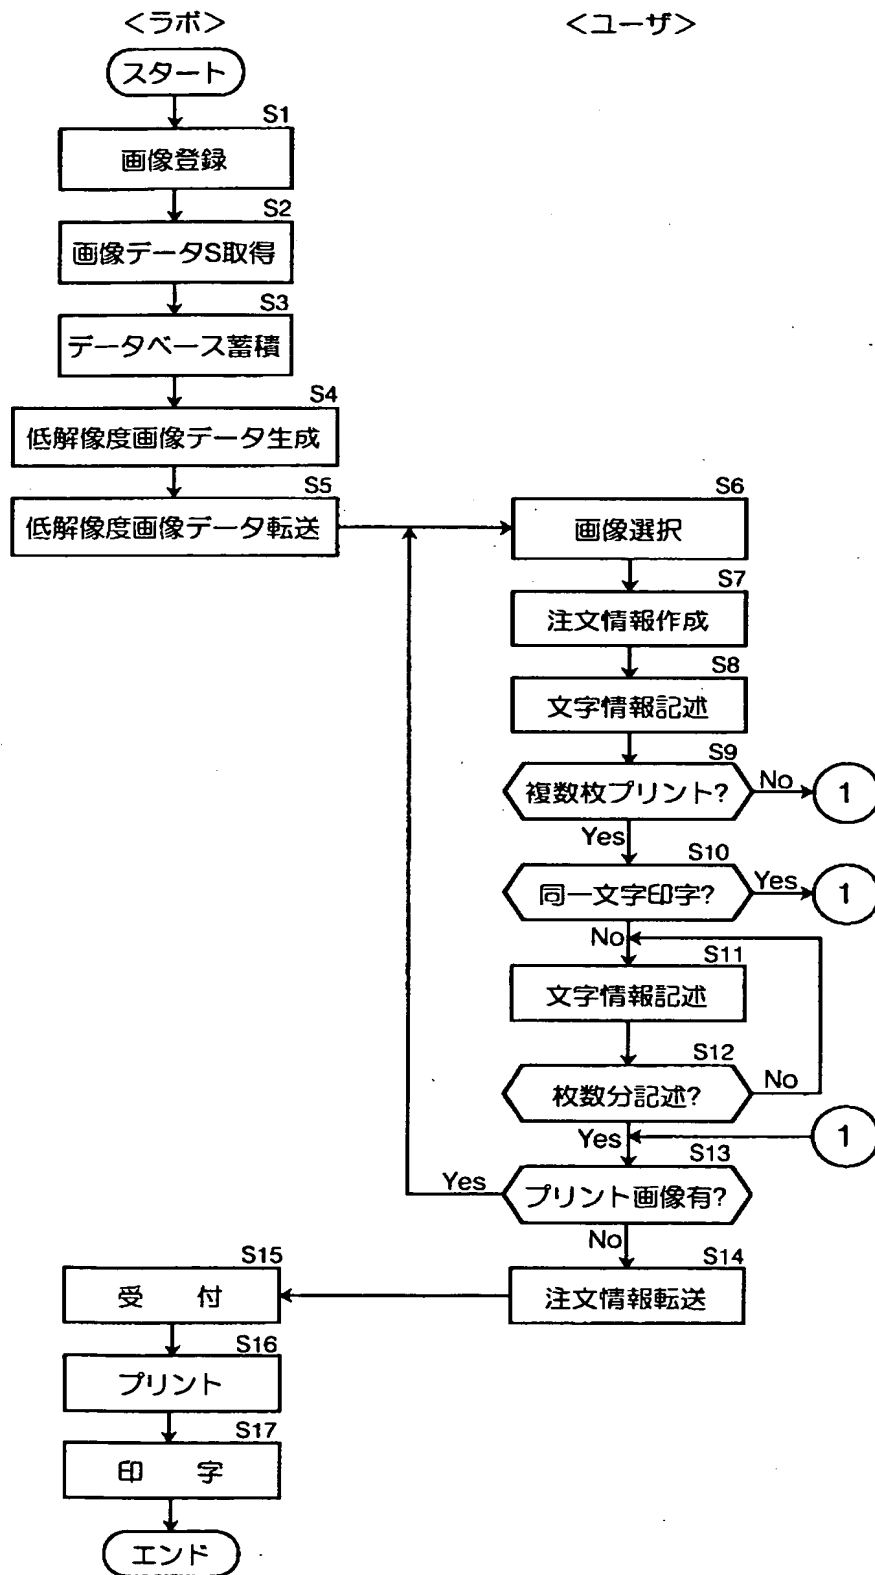 ＜ラボ＞
＜ユーザ＞
スタート
S1
画像登録
S2
画像データS取得
S3
データベース蓄積
S4
低解像度画像データ生成
S5
低解像度画像データ転送
S6
画像選択
S7
注文情報作成
S8
文字情報記述
S9
複数枚プリント?
No
1
Yes
S10
同一文字印字?
Yes
1
No
S11
文字情報記述
S12
枚数分記述?
No
Yes
1
S13
プリント画像有?
Yes
No
S14
注文情報転送
S15
受 付
S16
プリント
S17
印 字
エンド